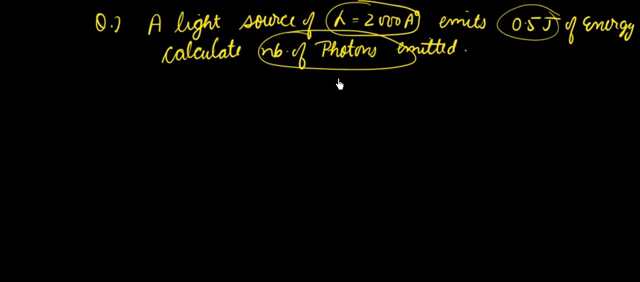 Q.) A light source of λ = 2000 A° emits 0.5 J of Energy
calculate nb. of Photons emitted.